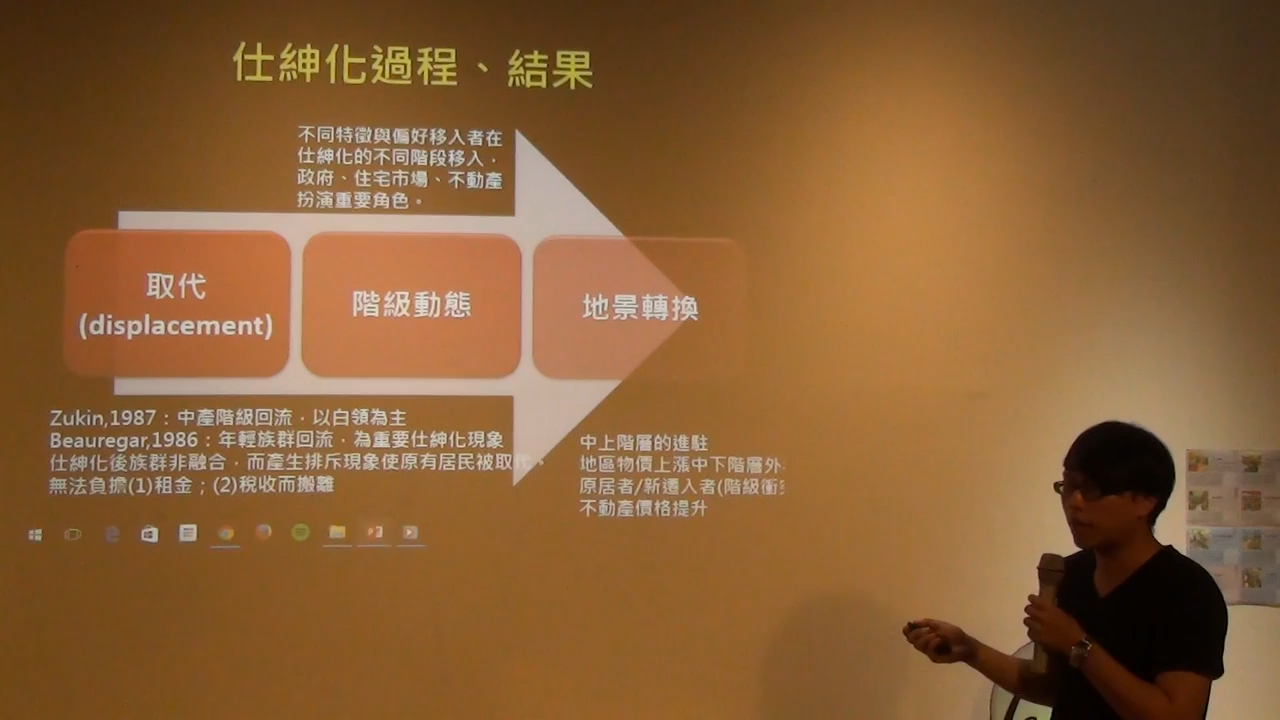 仕紳化過程、結果
不同特徵與偏好移入者在
仕紳化的不同階段移入，
政府、住宅市場、不動產
扮演重要角色。
取代
(displacement)
階級動態
地景轉換
Zukin,1987：中產階級回流，以白領為主
Beauregar,1986：年輕族群回流，為重要仕紳化現象
仕紳化後族群非融合，而產生排斥現象使原有居民被取代。
無法負擔(1)租金；(2)稅收而搬離
中上階層的進駐
地區物價上漲中下階層外
原居者/新遷入者(階級衝
不動產價格提升